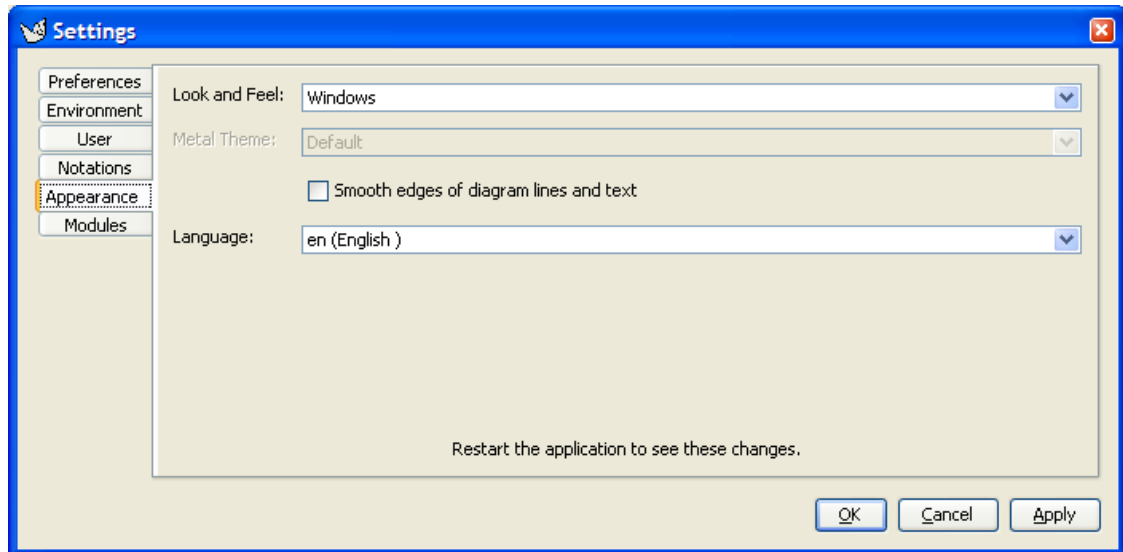 Settings
Preferences
Environment
User
Notations
Appearance
Modules
Look and Feel: Windows
Metal Theme: Default
Smooth edges of diagram lines and text
Language: en (English )
Restart the application to see these changes.
OK Cancel Apply